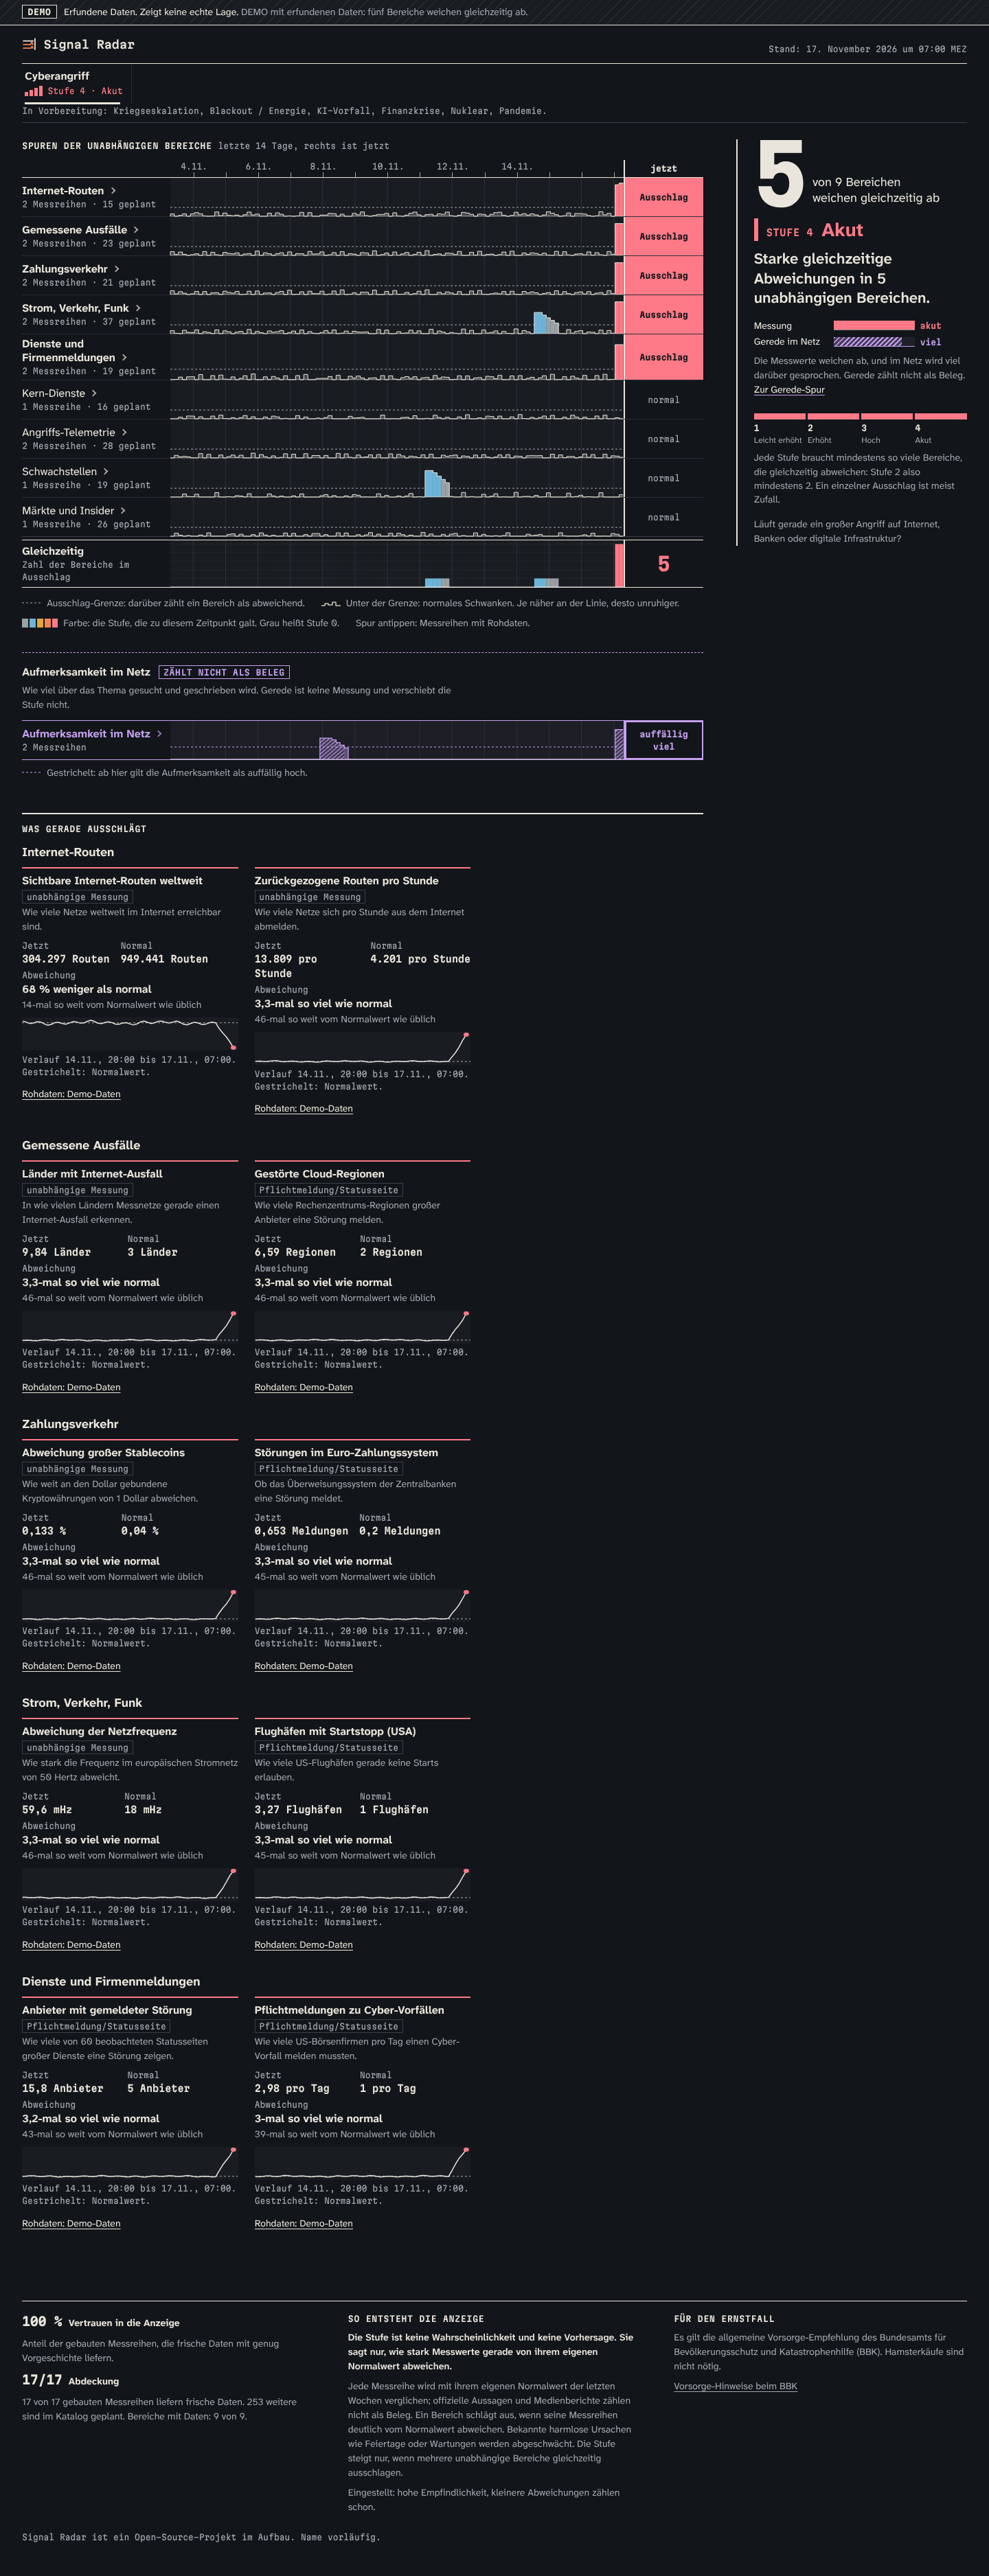 DEMO Erfundene Daten. Zeigt keine echte Lage. DEMO mit erfundenen Daten: fünf Bereiche weichen gleichzeitig ab.
Signal Radar
Stand: 17. November 2026 um 07:00 MEZ
Cyberangriff
Stufe 4 · Akut
In Vorbereitung: Kriegseskalation, Blackout / Energie, KI-Vorfall, Finanzkrise, Nuklear, Pandemie.
SPUREN DER UNABHÄNGIGEN BEREICHE letzte 14 Tage, rechts ist jetzt
4.11. 6.11. 8.11. 10.11. 12.11. 14.11. jetzt
Internet-Routen
2 Messreihen · 15 geplant
Ausschlag
Gemessene Ausfälle
2 Messreihen · 23 geplant
Ausschlag
Zahlungsverkehr
2 Messreihen · 21 geplant
Ausschlag
Strom, Verkehr, Funk
2 Messreihen · 37 geplant
Ausschlag
Dienste und
Firmenmeldungen
2 Messreihen · 19 geplant
Ausschlag
Kern-Dienste
1 Messreihe · 16 geplant
normal
Angriffs-Telemetrie
2 Messreihen · 28 geplant
normal
Schwachstellen
1 Messreihe · 19 geplant
normal
Märkte und Insider
1 Messreihe · 26 geplant
normal
Gleichzeitig
Zahl der Bereiche im
Ausschlag
5
Ausschlag-Grenze: darüber zählt ein Bereich als abweichend.
Unter der Grenze: normales Schwanken. Je näher an der Linie, desto unruhiger.
Farbe: die Stufe, die zu diesem Zeitpunkt galt, Grau heißt Stufe 0.
Spur antippen: Messreihen mit Rohdaten.
5 von 9 Bereichen
weichen gleichzeitig ab
STUFE 4 Akut
Starke gleichzeitige
Abweichungen in 5
unabhängigen Bereichen.
Messung akut
Gerede im Netz viel
Die Messwerte weichen ab, und im Netz wird viel
darüber gesprochen. Gerede zählt nicht als Beleg.
Zur Gerede-Spur
1 2 3 4
Leicht erhöht Erhöht Hoch Akut
Jede Stufe braucht mindestens so viele Bereiche,
die gleichzeitig abweichen: Stufe 2 also
mindestens 2. Ein einzelner Ausschlag ist meist
Zufall.
Läuft gerade ein großer Angriff auf Internet,
Banken oder digitale Infrastruktur?
Aufmerksamkeit im Netz ZÄHLT NICHT ALS BELEG
Wie viel über das Thema gesucht und geschrieben wird. Gerede ist keine Messung und verschiebt die
Stufe nicht.
Aufmerksamkeit im Netz
2 Messreihen
auffällig
viel
Gestrichelt: ab hier gilt die Aufmerksamkeit als auffällig hoch.
WAS GERADE AUSSCHLÄGT
Internet-Routen
Sichtbare Internet-Routen weltweit
unabhängige Messung
Wie viele Netze weltweit im Internet erreichbar
sind.
Jetzt Normal
304.297 Routen 949.441 Routen
Abweichung
68 % weniger als normal
14-mal so weit vom Normalwert wie üblich
Verlauf 14.11., 20:00 bis 17.11., 07:00.
Gestrichelt: Normalwert.
Rohdaten: Demo-Daten
Zurückgezogene Routen pro Stunde
unabhängige Messung
Wie viele Netze sich pro Stunde aus dem Internet
abmelden.
Jetzt Normal
13.809 pro 4.201 pro Stunde
Stunde
Abweichung
3,3-mal so viel wie normal
46-mal so weit vom Normalwert wie üblich
Verlauf 14.11., 20:00 bis 17.11., 07:00.
Gestrichelt: Normalwert.
Rohdaten: Demo-Daten
Gemessene Ausfälle
Länder mit Internet-Ausfall
unabhängige Messung
In wie vielen Ländern Messnetze gerade einen
Internet-Ausfall erkennen.
Jetzt Normal
9,84 Länder 3 Länder
Abweichung
3,3-mal so viel wie normal
46-mal so weit vom Normalwert wie üblich
Verlauf 14.11., 20:00 bis 17.11., 07:00.
Gestrichelt: Normalwert.
Rohdaten: Demo-Daten
Gestörte Cloud-Regionen
Pflichtmeldung/Statusseite
Wie viele Rechenzentrums-Regionen großer
Anbieter eine Störung melden.
Jetzt Normal
6,59 Regionen 2 Regionen
Abweichung
3,3-mal so viel wie normal
46-mal so weit vom Normalwert wie üblich
Verlauf 14.11., 20:00 bis 17.11., 07:00.
Gestrichelt: Normalwert.
Rohdaten: Demo-Daten
Zahlungsverkehr
Abweichung großer Stablecoins
unabhängige Messung
Wie weit an den Dollar gebundene
Kryptowährungen von 1 Dollar abweichen.
Jetzt Normal
0,133 % 0,04 %
Abweichung
3,3-mal so viel wie normal
46-mal so weit vom Normalwert wie üblich
Verlauf 14.11., 20:00 bis 17.11., 07:00.
Gestrichelt: Normalwert.
Rohdaten: Demo-Daten
Störungen im Euro-Zahlungssystem
Pflichtmeldung/Statusseite
Ob das Überweisungssystem der Zentralbanken
eine Störung meldet.
Jetzt Normal
0,653 Meldungen 0,2 Meldungen
Abweichung
3,3-mal so viel wie normal
45-mal so weit vom Normalwert wie üblich
Verlauf 14.11., 20:00 bis 17.11., 07:00.
Gestrichelt: Normalwert.
Rohdaten: Demo-Daten
Strom, Verkehr, Funk
Abweichung der Netzfrequenz
unabhängige Messung
Wie stark die Frequenz im europäischen Stromnetz
von 50 Hertz abweicht.
Jetzt Normal
59,6 mHz 18 mHz
Abweichung
3,3-mal so viel wie normal
46-mal so weit vom Normalwert wie üblich
Verlauf 14.11., 20:00 bis 17.11., 07:00.
Gestrichelt: Normalwert.
Rohdaten: Demo-Daten
Flughäfen mit Startstopp (USA)
Pflichtmeldung/Statusseite
Wie viele US-Flughäfen gerade keine Starts
erlauben.
Jetzt Normal
3,27 Flughäfen 1 Flughäfen
Abweichung
3,3-mal so viel wie normal
45-mal so weit vom Normalwert wie üblich
Verlauf 14.11., 20:00 bis 17.11., 07:00.
Gestrichelt: Normalwert.
Rohdaten: Demo-Daten
Dienste und Firmenmeldungen
Anbieter mit gemeldeter Störung
Pflichtmeldung/Statusseite
Wie viele von 60 beobachteten Statusseiten
großer Dienste eine Störung zeigen.
Jetzt Normal
15,8 Anbieter 5 Anbieter
Abweichung
3,2-mal so viel wie normal
43-mal so weit vom Normalwert wie üblich
Verlauf 14.11., 20:00 bis 17.11., 07:00.
Gestrichelt: Normalwert.
Rohdaten: Demo-Daten
Pflichtmeldungen zu Cyber-Vorfällen
Pflichtmeldung/Statusseite
Wie viele US-Börsenfirmen pro Tag einen Cyber-
Vorfall melden mussten.
Jetzt Normal
2,98 pro Tag 1 pro Tag
Abweichung
3-mal so viel wie normal
39-mal so weit vom Normalwert wie üblich
Verlauf 14.11., 20:00 bis 17.11., 07:00.
Gestrichelt: Normalwert.
Rohdaten: Demo-Daten
100 % Vertrauen in die Anzeige
Anteil der gebauten Messreihen, die frische Daten mit genug
Vorgeschichte liefern.
17/17 Abdeckung
17 von 17 gebauten Messreihen liefern frische Daten. 253 weitere
sind im Katalog geplant. Bereiche mit Daten: 9 von 9.
SO ENTSTEHT DIE ANZEIGE
Die Stufe ist keine Wahrscheinlichkeit und keine Vorhersage. Sie
sagt nur, wie stark Messwerte gerade von ihrem eigenen
Normalwert abweichen.
Jede Messreihe wird mit ihrem eigenen Normalwert der letzten
Wochen verglichen; offizielle Aussagen und Medienberichte zählen
nicht als Beleg. Ein Bereich schlägt aus, wenn seine Messreihen
deutlich vom Normalwert abweichen. Bekannte harmlose Ursachen
wie Feiertage oder Wartungen werden abgeschwächt. Die Stufe
steigt nur, wenn mehrere unabhängige Bereiche gleichzeitig
ausschlagen.
Eingestellt: hohe Empfindlichkeit, kleinere Abweichungen zählen
schon.
FÜR DEN ERNSTFALL
Es gilt die allgemeine Vorsorge-Empfehlung des Bundesamts für
Bevölkerungsschutz und Katastrophenhilfe (BBK). Hamsterkäufe sind
nicht nötig.
Vorsorge-Hinweise beim BBK
Signal Radar ist ein Open-Source-Projekt im Aufbau. Name vorläufig.